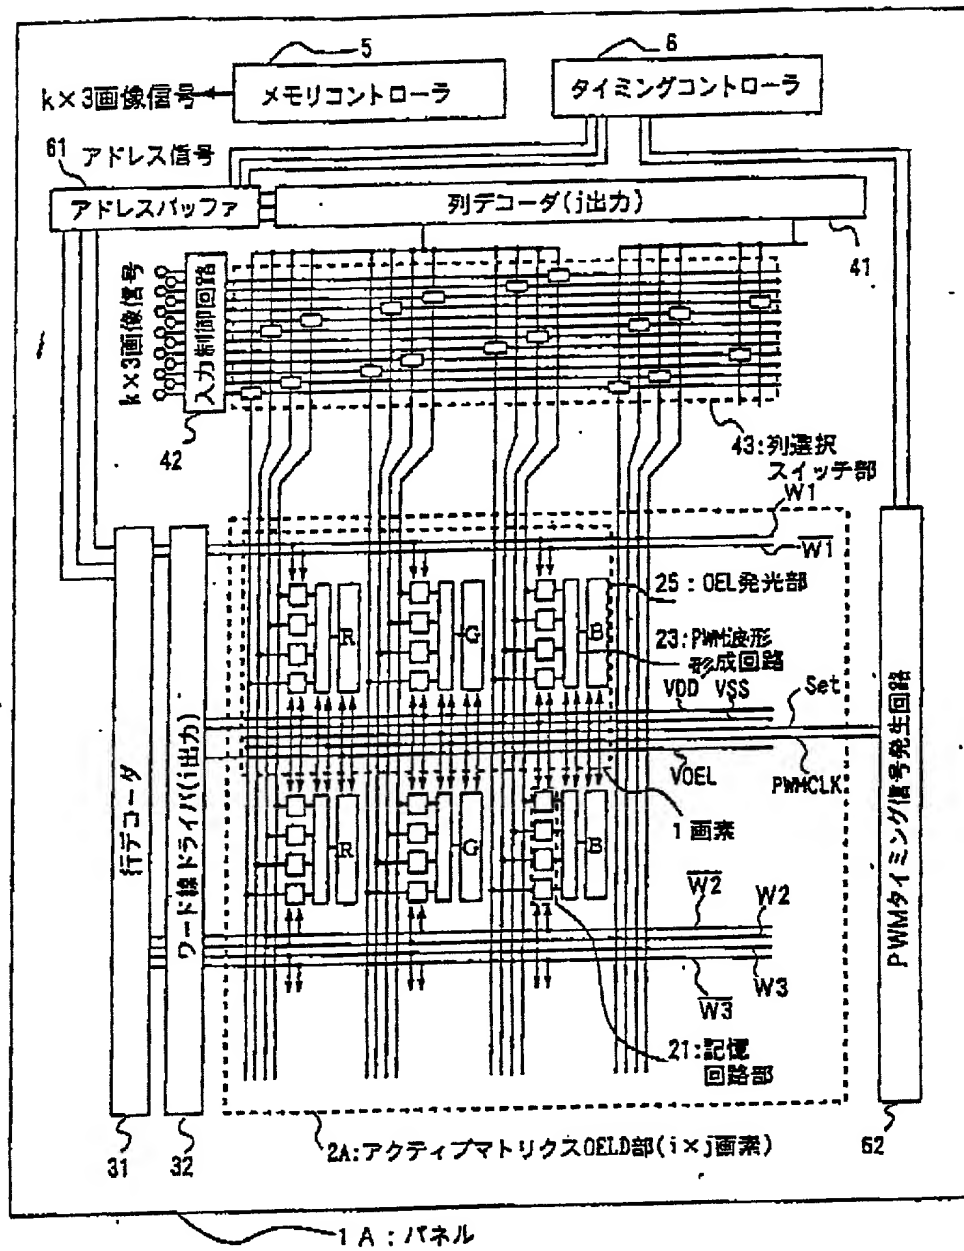 5
6
k×3画像信号
メモリコントローラ
タイミングコントローラ
61
アドレス信号
アドレスバッファ
列デコーダ(j出力)
41
k×3画像信号
入力制御回路
42
43:列選択
スイッチ部
W1
W1
25:OEL発光部
23:PWM波形
形成回路
R
G
B
VDD
VSS
Set
VOEL
PWMCLK
1画素
R
G
B
W2
W2
W3
W3
21:記憶
回路部
行デコーダ
ワード線ドライバ(i出力)
PWMタイミング信号発生回路
31
32
2A:アクティブマトリクスOELD部(i×j画素)
62
1A:パネル